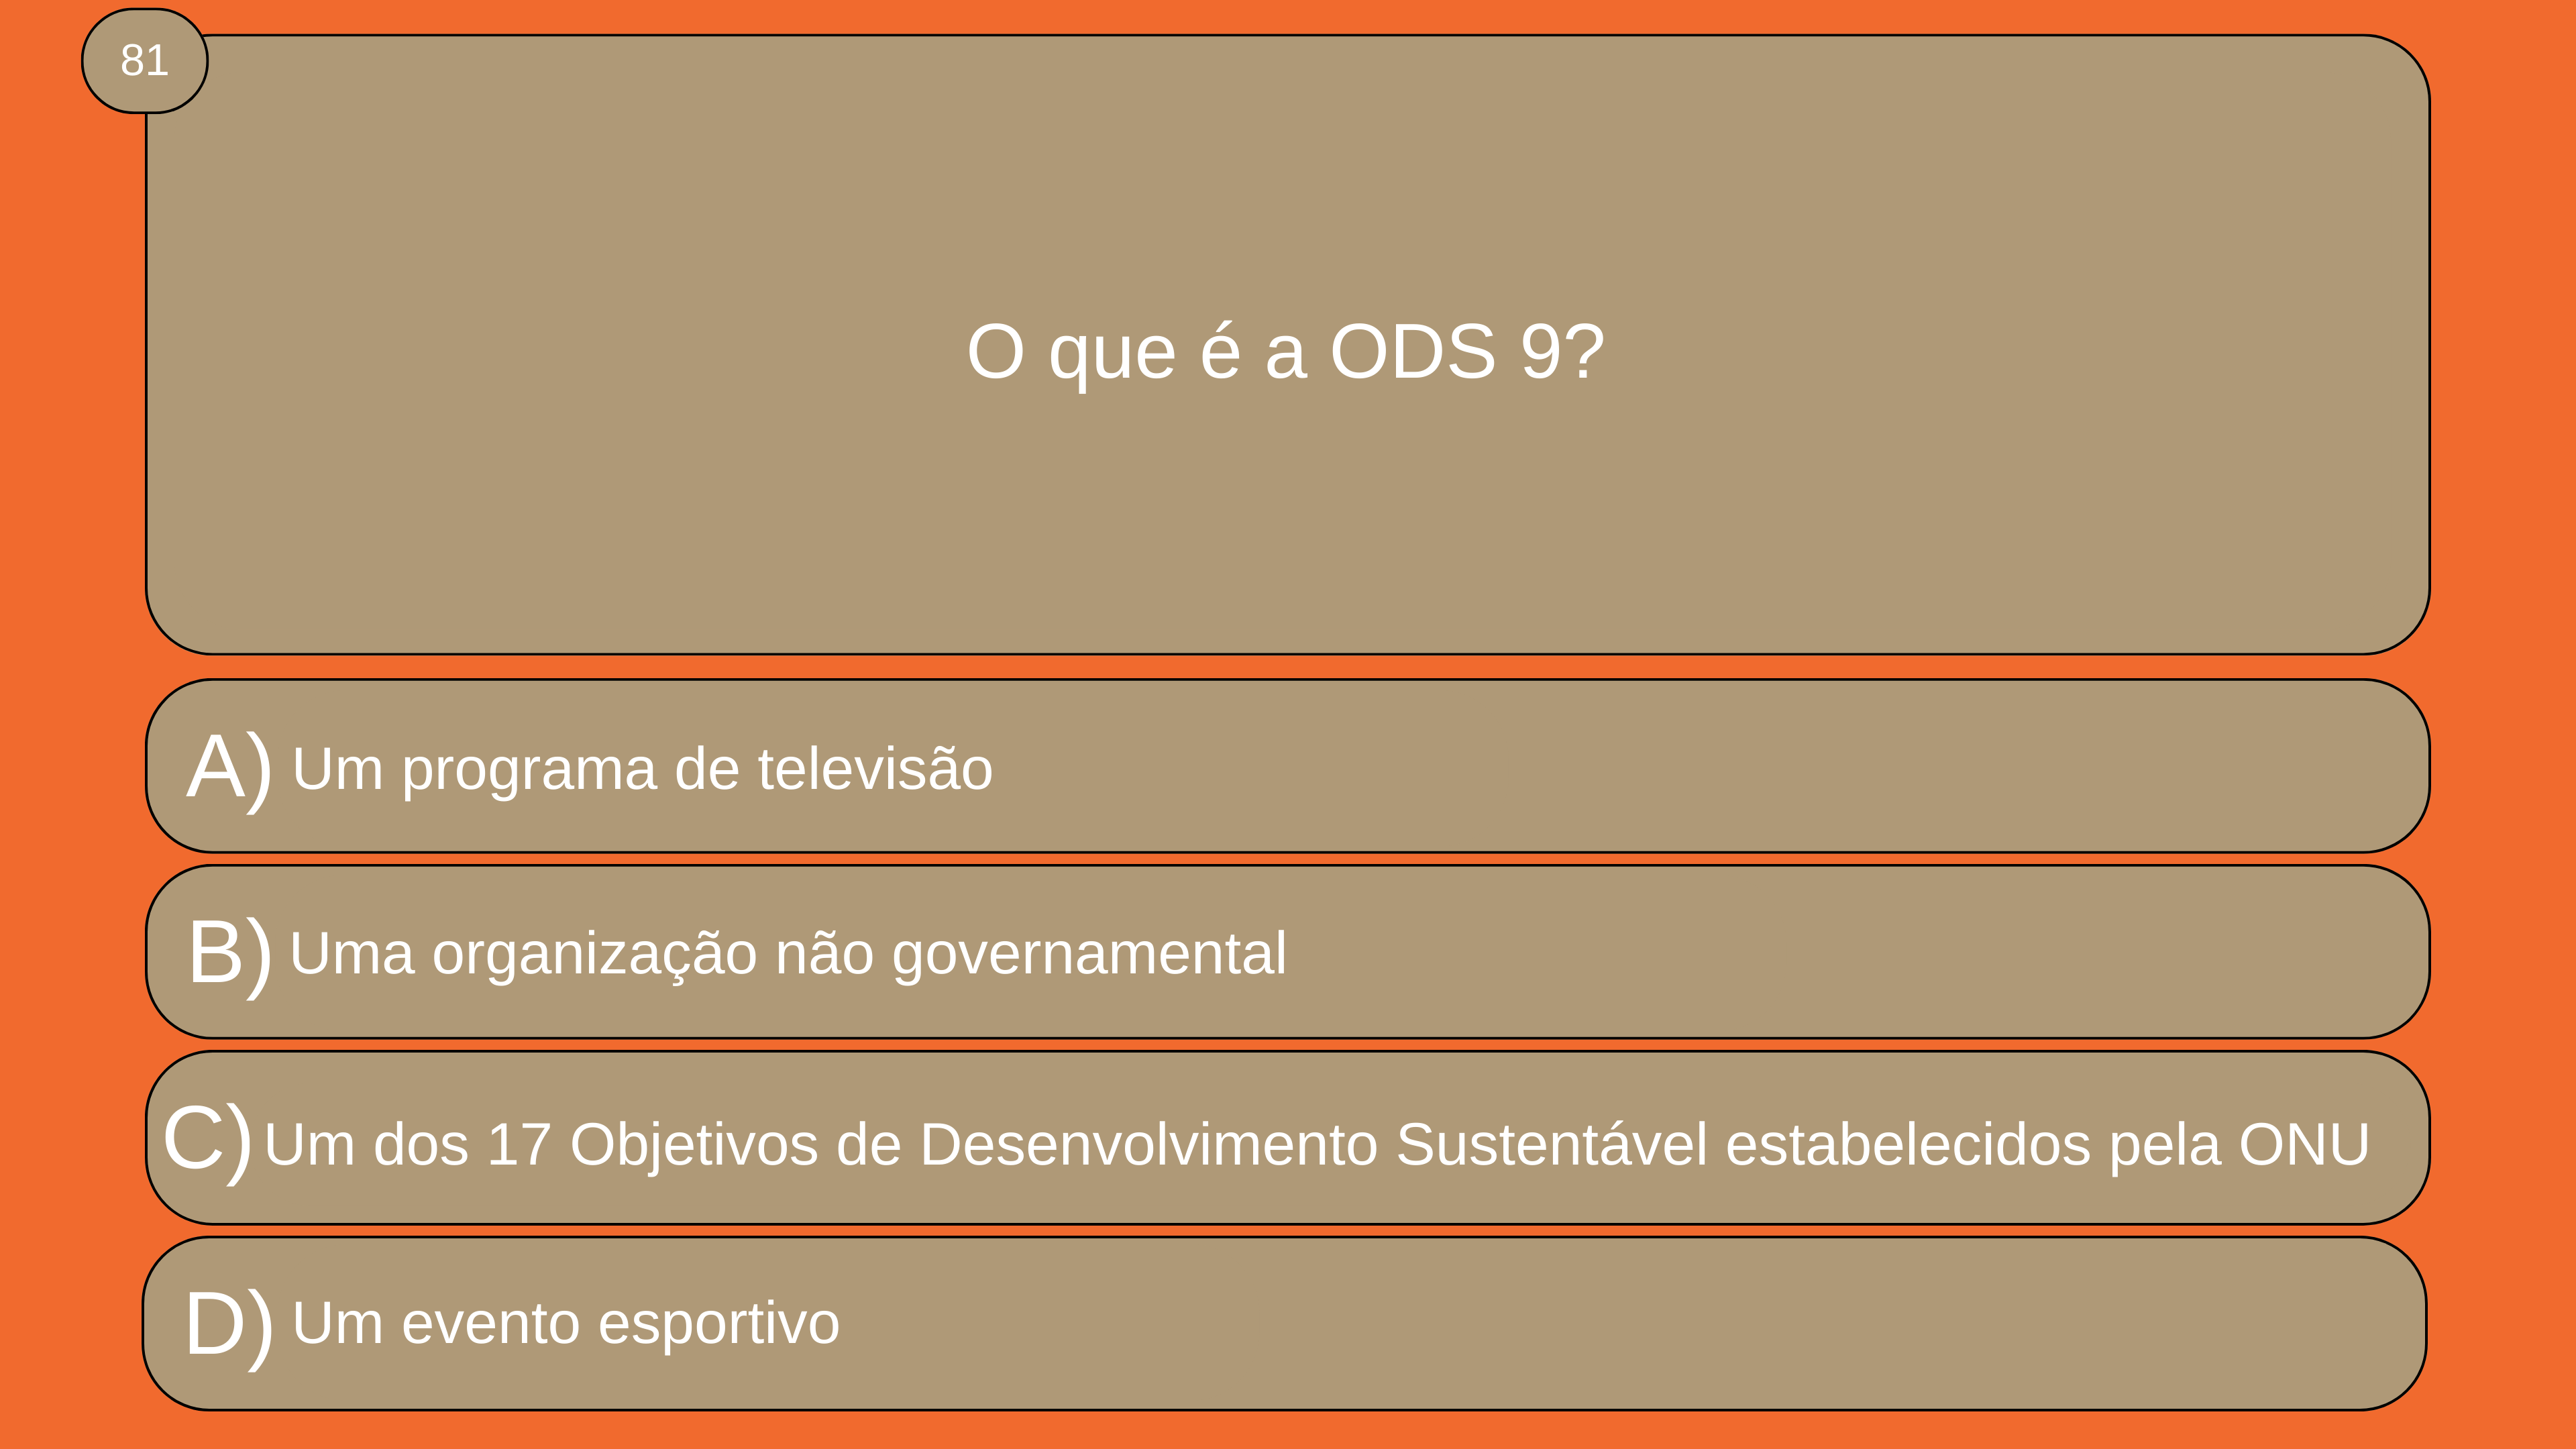 81
O que é a ODS 9?
A) Um programa de televisão
B) Uma organização não governamental
C) Um dos 17 Objetivos de Desenvolvimento Sustentável estabelecidos pela ONU
D) Um evento esportivo